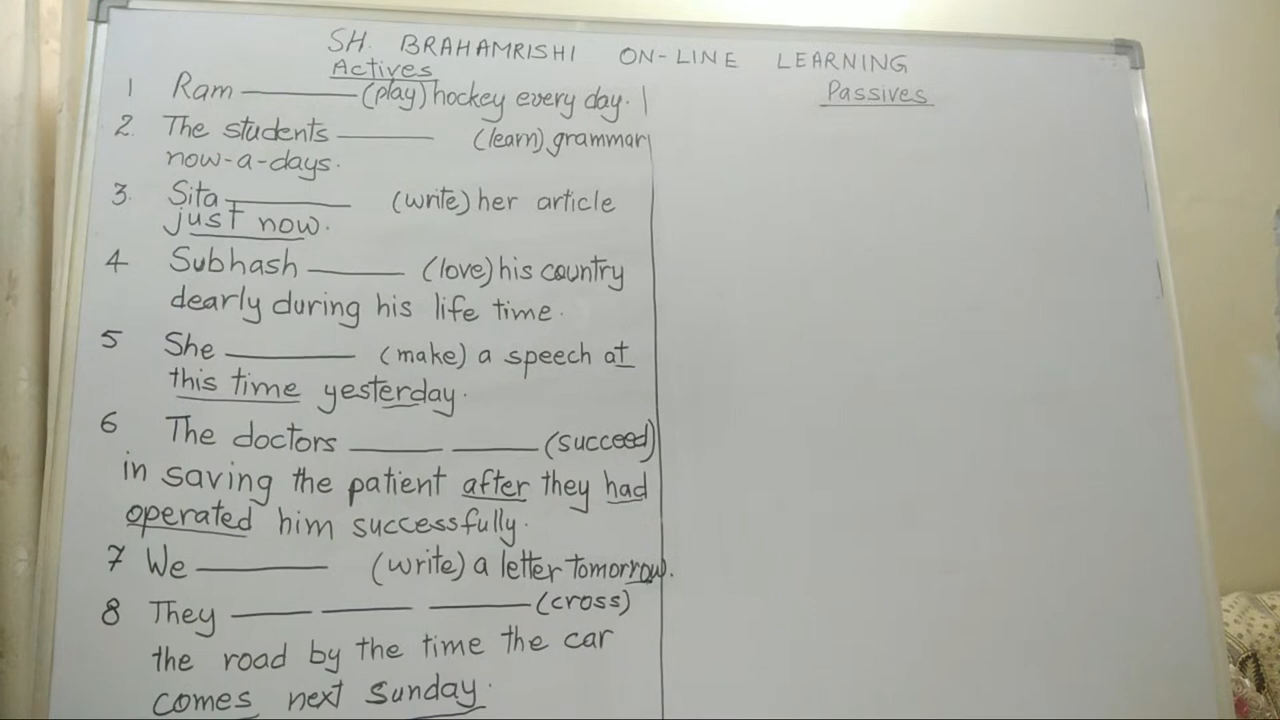 SH. BRAHAMRISHI ON-LINE LEARNING
Actives
Passives
1 Ram ________ (play) hockey every day.
2. The students ________ (learn) grammar
now-a-days.
3. Sita ________ (write) her article
just now.
4 Subhash ________ (love) his country
dearly during his life time.
5 She ________ (make) a speech at
this time yesterday.
6 The doctors ______ ______ (succeed)
in saving the patient after they had
operated him successfully.
7 We ________ (write) a letter tomorrow.
8 They ______ ______ ______ (cross)
the road by the time the car
comes next Sunday.